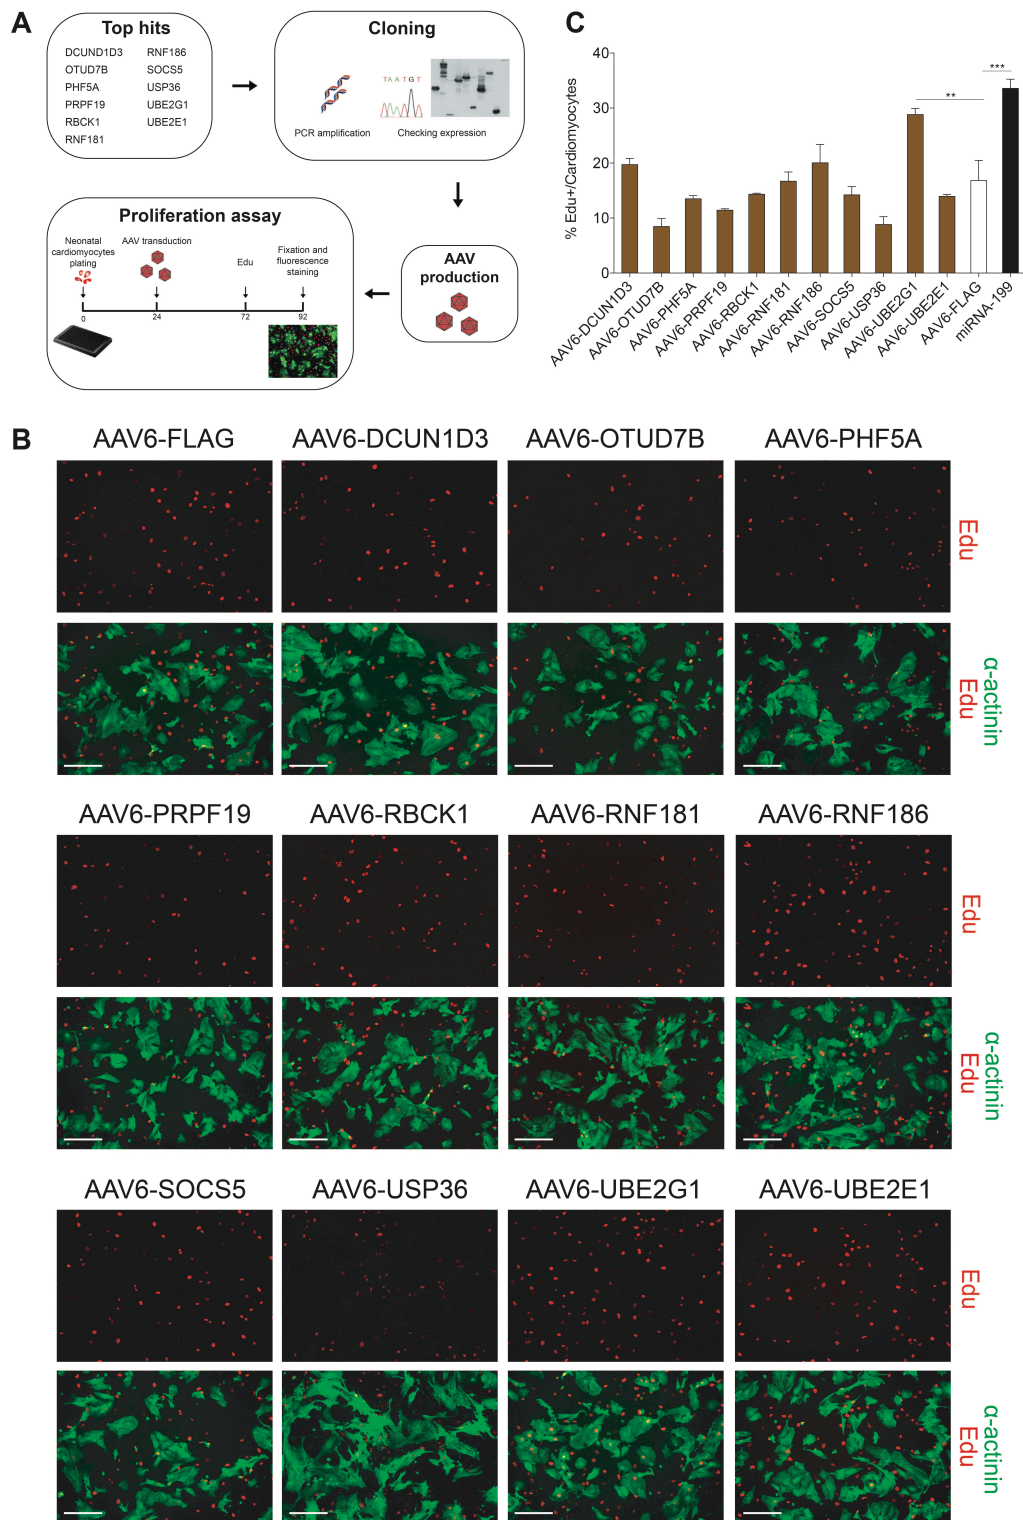 A
Top hits
DCUND1D3
OTUD7B
PHF5A
PRPF19
RBCK1
RNF181
RNF186
SOCS5
USP36
UBE2G1
UBE2E1
Cloning
TAATGT
PCR amplification
Checking expression
Proliferation assay
Neonatal
cardiomyocytes
plating
AAV transduction
Edu
Fixation and
fluorescence
staining
0
24
72
92
AAV
production
C
% Edu+/Cardiomyocytes
40
30
20
10
0
**
***
AAV6-DCUN1D3
AAV6-OTUD7B
AAV6-PHF5A
AAV6-PRPF19
AAV6-RBCK1
AAV6-RNF181
AAV6-RNF186
AAV6-SOCS5
AAV6-USP36
AAV6-UBE2G1
AAV6-UBE2E1
AAV6-FLAG
miRNA-199
B
AAV6-FLAG
AAV6-DCUN1D3
AAV6-OTUD7B
AAV6-PHF5A
Edu
α-actinin
Edu
AAV6-PRPF19
AAV6-RBCK1
AAV6-RNF181
AAV6-RNF186
Edu
α-actinin
Edu
AAV6-SOCS5
AAV6-USP36
AAV6-UBE2G1
AAV6-UBE2E1
Edu
α-actinin
Edu